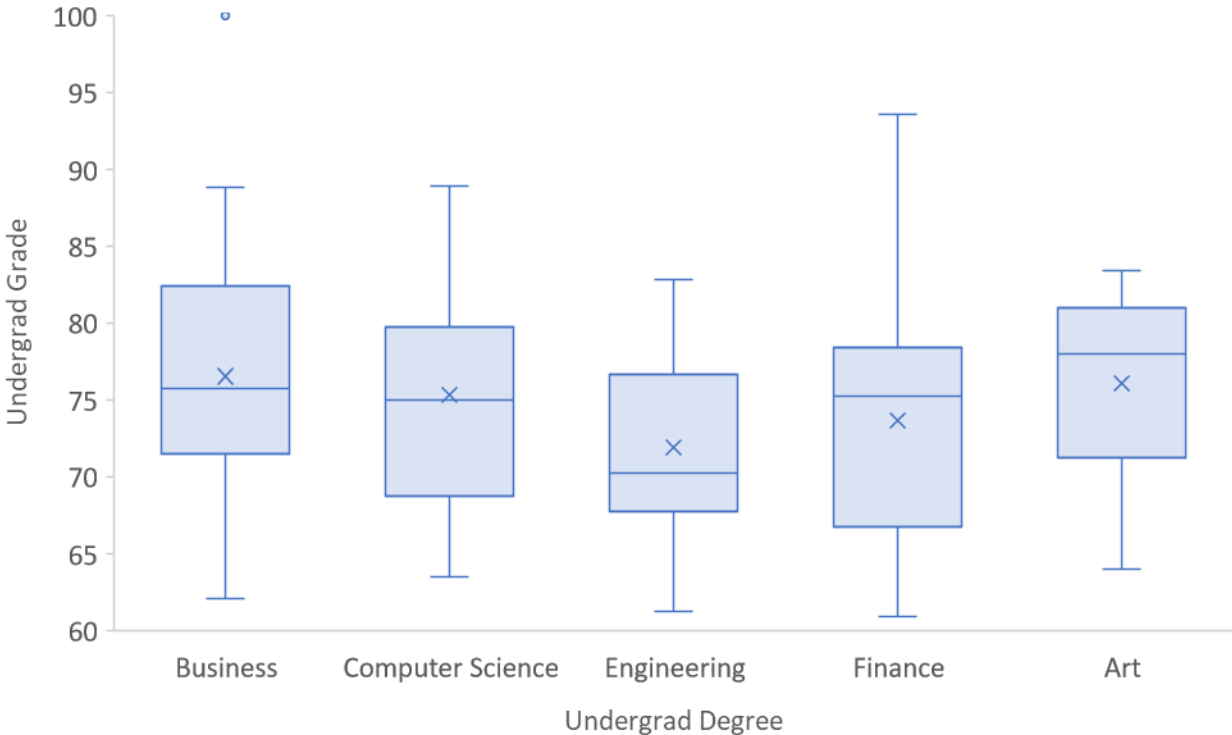 100
95
90
85
80
75
70
65
60
Undergrad Grade
Business
Computer Science
Engineering
Finance
Art
Undergrad Degree